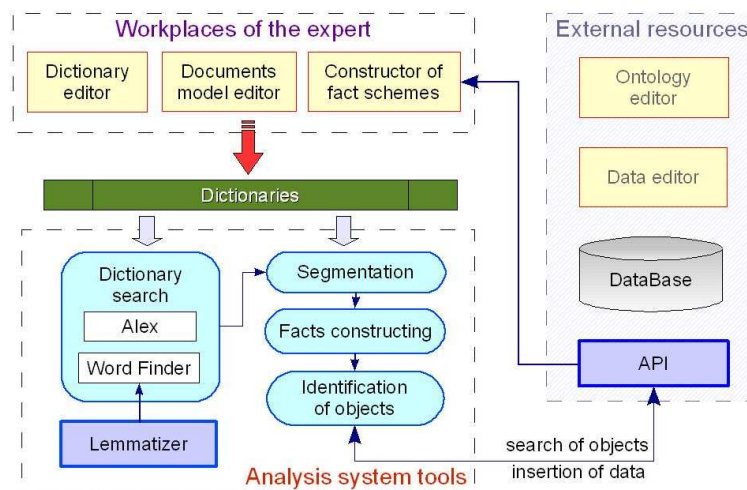 Workplaces of the expert
Dictionary
editor
Documents
model editor
Constructor of
fact schemes
External resources
Ontology
editor
Data editor
DataBase
API
Dictionaries
Dictionary
search
Alex
Word Finder
Lemmatizer
Segmentation
Facts constructing
Identification
of objects
search of objects
insertion of data
Analysis system tools